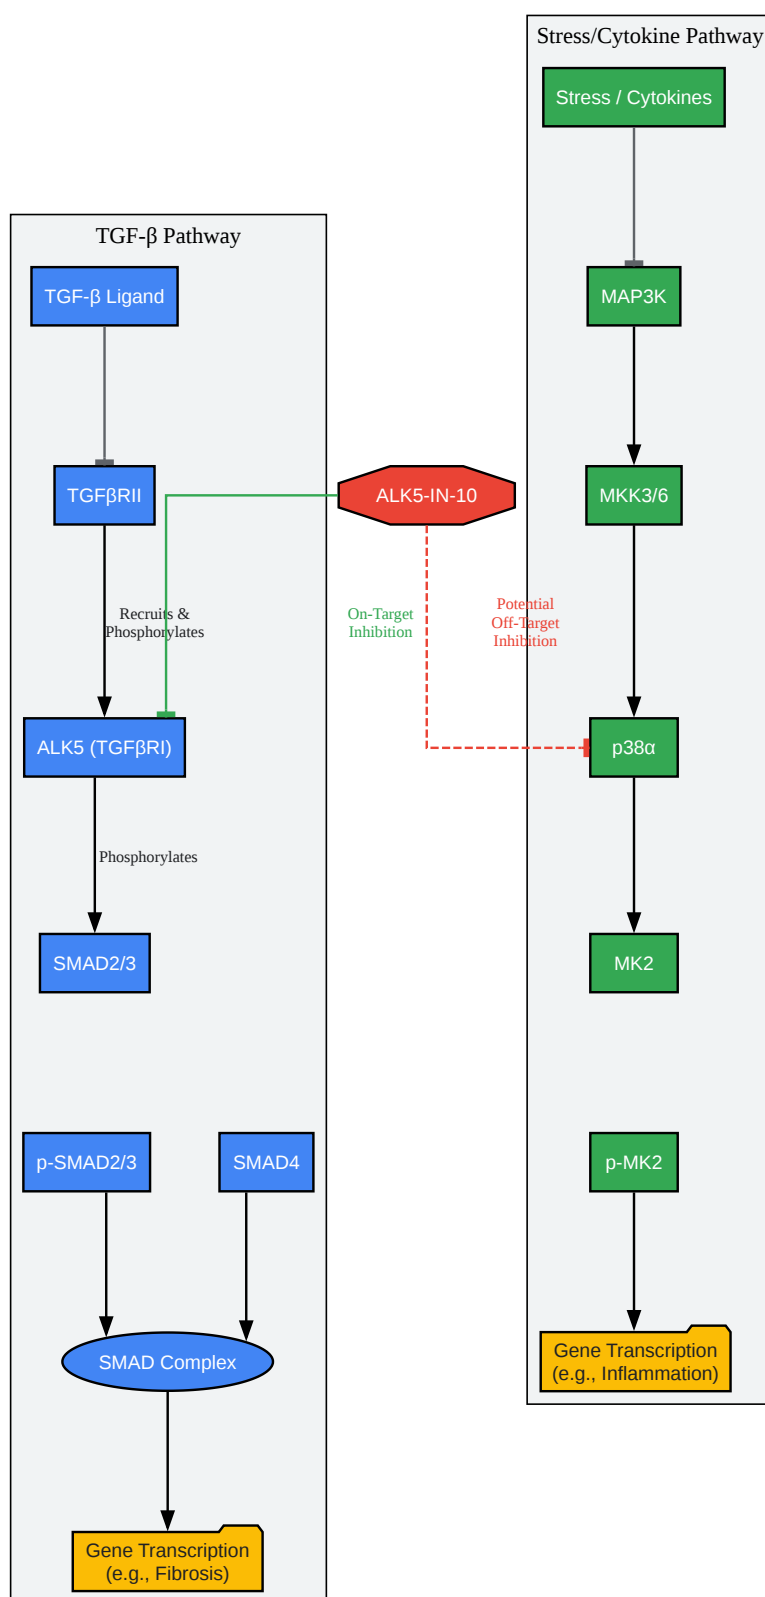 Stress/Cytokine Pathway
Stress / Cytokines
TGF-β Pathway
TGF-β Ligand
MAP3K
TGFβRII
ALK5-IN-10
MKK3/6
Recruits &
Phosphorylates
On-Target
Inhibition
Potential
Off-Target
Inhibition
ALK5 (TGFβRI)
p38α
Phosphorylates
SMAD2/3
MK2
p-SMAD2/3
SMAD4
p-MK2
SMAD Complex
Gene Transcription
(e.g., Inflammation)
Gene Transcription
(e.g., Fibrosis)